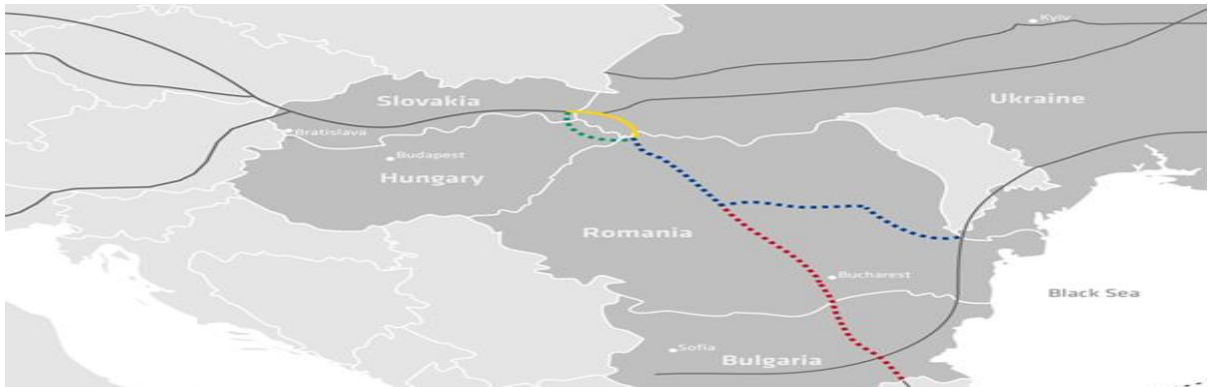 Kyiv
Slovakia
Ukraine
Bratislava
Budapest
Hungary
Romania
Bucharest
Black Sea
Sofia
Bulgaria